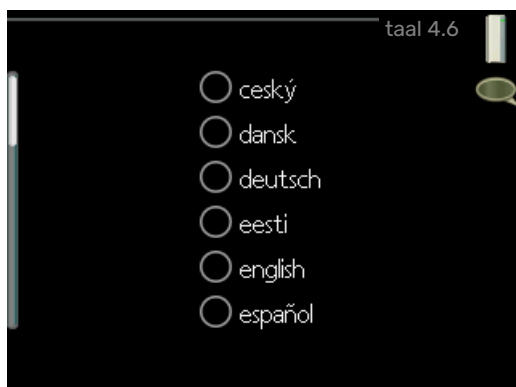 taal 4.6
ceský
dansk
deutsch
eesti
english
español